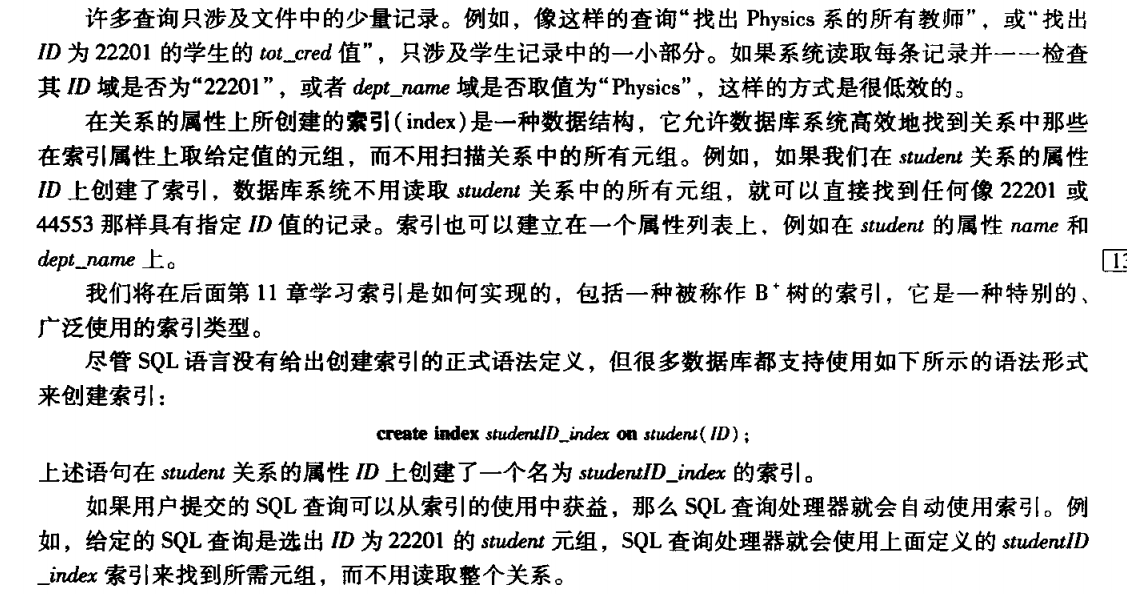 许多查询只涉及文件中的少量记录。例如，像这样的查询“找出 Physics 系的所有教师”，或“找出
ID 为 22201 的学生的 tot_cred 值”，只涉及学生记录中的一小部分。如果系统读取每条记录并一一检查
其 ID 域是否为“22201”，或者 dept_name 域是否取值为“Physics”，这样的方式是很低效的。
在关系的属性上所创建的索引(index)是一种数据结构，它允许数据库系统高效地找到关系中那些
在索引属性上取给定值的元组，而不用扫描关系中的所有元组。例如，如果我们在 student 关系的属性
ID 上创建了索引，数据库系统不用读取 student 关系中的所有元组，就可以直接找到任何像 22201 或
44553 那样具有指定 ID 值的记录。索引也可以建立在一个属性列表上，例如在 student 的属性 name 和
dept_name 上。
13
我们将在后面第 11 章学习索引是如何实现的，包括一种被称作 B⁺ 树的索引，它是一种特别的、
广泛使用的索引类型。
尽管 SQL 语言没有给出创建索引的正式语法定义，但很多数据库都支持使用如下所示的语法形式
来创建索引：
create index studentID_index on student(ID);
上述语句在 student 关系的属性 ID 上创建了一个名为 studentID_index 的索引。
如果用户提交的 SQL 查询可以从索引的使用中获益，那么 SQL 查询处理器就会自动使用索引。例
如，给定的 SQL 查询是选出 ID 为 22201 的 student 元组，SQL 查询处理器就会使用上面定义的 studentID
_index 索引来找到所需元组，而不用读取整个关系。